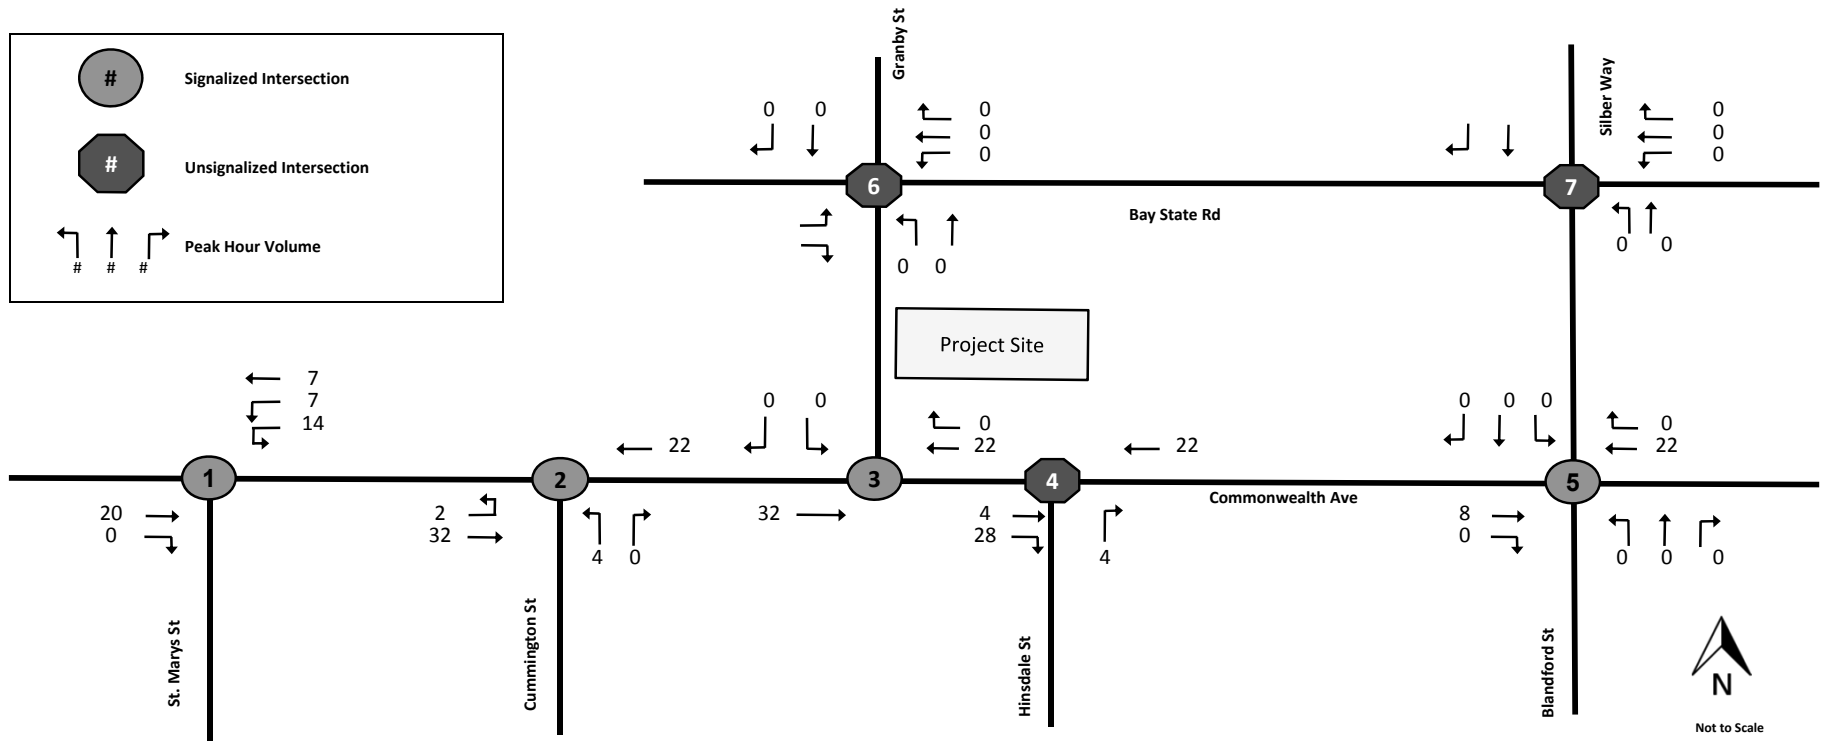 Granby St
# Signalized Intersection
Silber Way
0 0 0
0
0
0
0
0
# Unsignalized Intersection
6
7
Bay State Rd
# # # Peak Hour Volume
0 0
0 0
Project Site
7
7
14
0 0
0
22
22
22
0 0 0
0
22
1
2
3
4
5
Commonwealth Ave
20
0
2
32
4 0
32
4
28
4
8
0
0 0 0
St. Marys St
Cummington St
Hinsdale St
Blandford St
N
Not to Scale